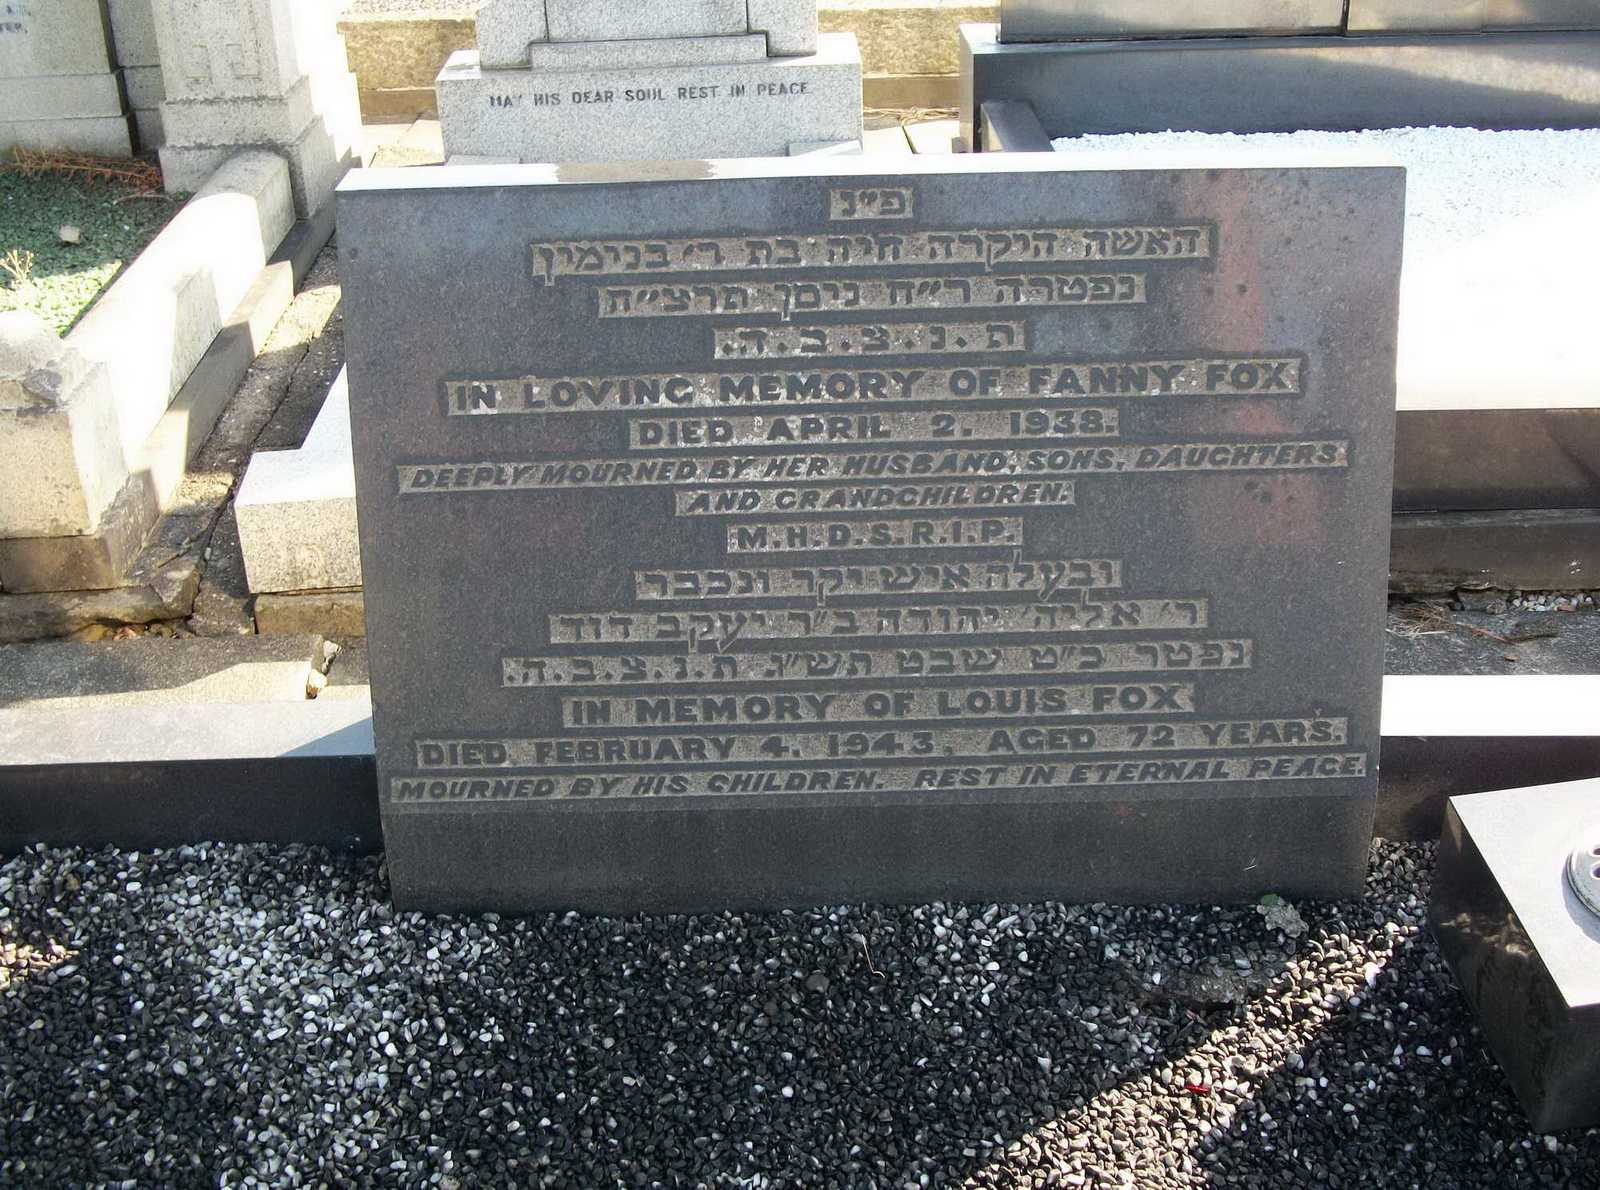 MAY HIS DEAR SOUL REST IN PEACE
פ״נ
האשה היקרה חיה בת ר׳ בנימין
נפטרה ר״ח ניסן תרצ״ח
ת.נ.צ.ב.ה.
IN LOVING MEMORY OF FANNY FOX
DIED APRIL 2. 1938.
DEEPLY MOURNED BY HER HUSBAND, SONS, DAUGHTERS
AND GRANDCHILDREN.
M.H.D.S.R.I.P.
ובעלה איש יקר ונכבד
ר׳ אליה׳ יהודה ב״ר יעקב דוד
נפטר כ״ט שבט תש״ג ת.נ.צ.ב.ה.
IN MEMORY OF LOUIS FOX
DIED FEBRUARY 4. 1943. AGED 72 YEARS.
MOURNED BY HIS CHILDREN. REST IN ETERNAL PEACE.